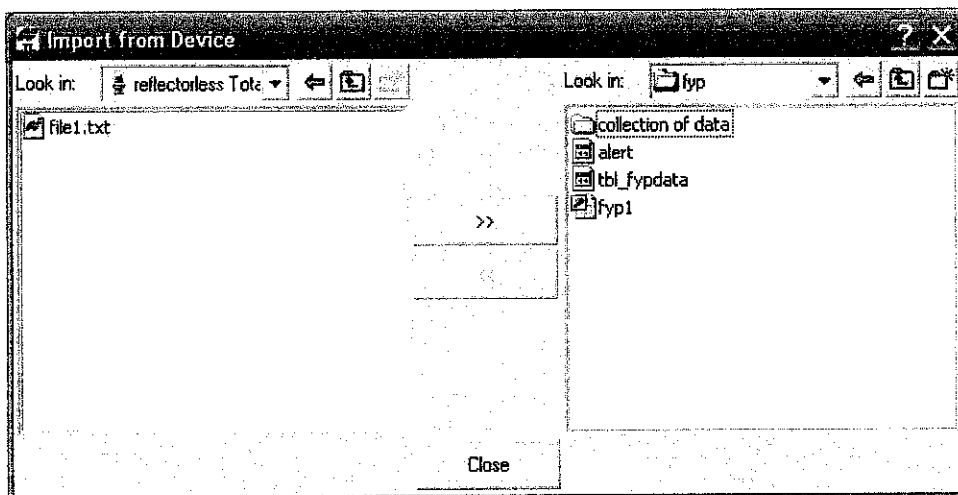 Import from Device
Look in:
reflectorless Tota
file1.txt
>>
<<
Close
Look in:
fyp
collection of data
alert
tbl_fypdata
fyp1